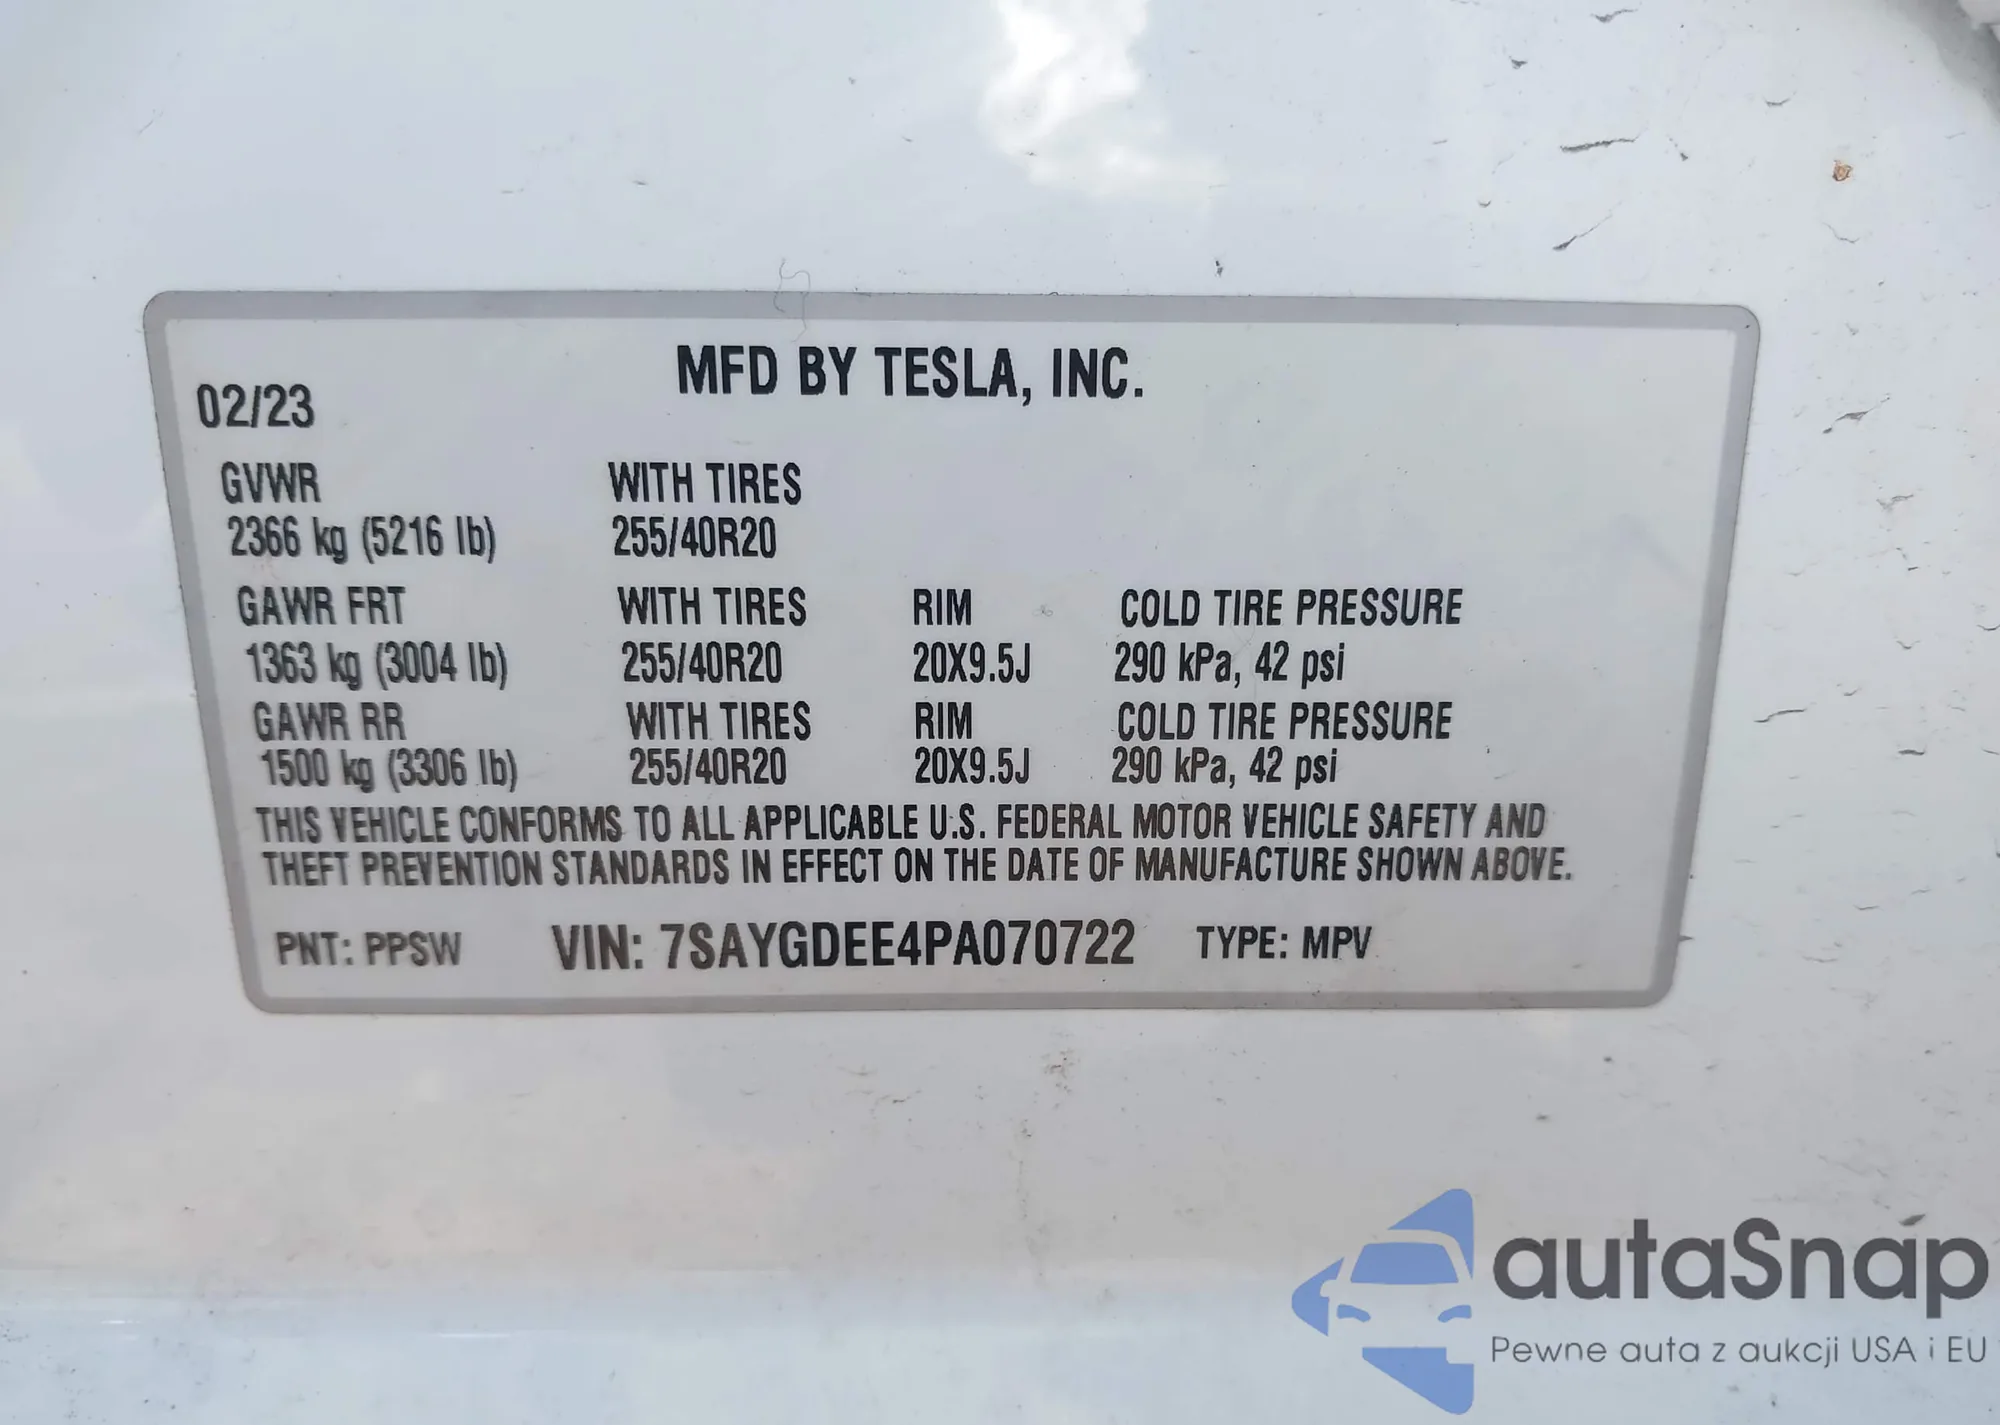 MFD BY TESLA, INC.
02/23
GVWR WITH TIRES
2366 kg (5216 lb) 255/40R20
GAWR FRT WITH TIRES RIM COLD TIRE PRESSURE
1363 kg (3004 lb) 255/40R20 20X9.5J 290 kPa, 42 psi
GAWR RR WITH TIRES RIM COLD TIRE PRESSURE
1500 kg (3306 lb) 255/40R20 20X9.5J 290 kPa, 42 psi
THIS VEHICLE CONFORMS TO ALL APPLICABLE U.S. FEDERAL MOTOR VEHICLE SAFETY AND
THEFT PREVENTION STANDARDS IN EFFECT ON THE DATE OF MANUFACTURE SHOWN ABOVE.
PNT: PPSW VIN: 7SAYGDEE4PA070722 TYPE: MPV
autaSnap
Pewne auta z aukcji USA i EU